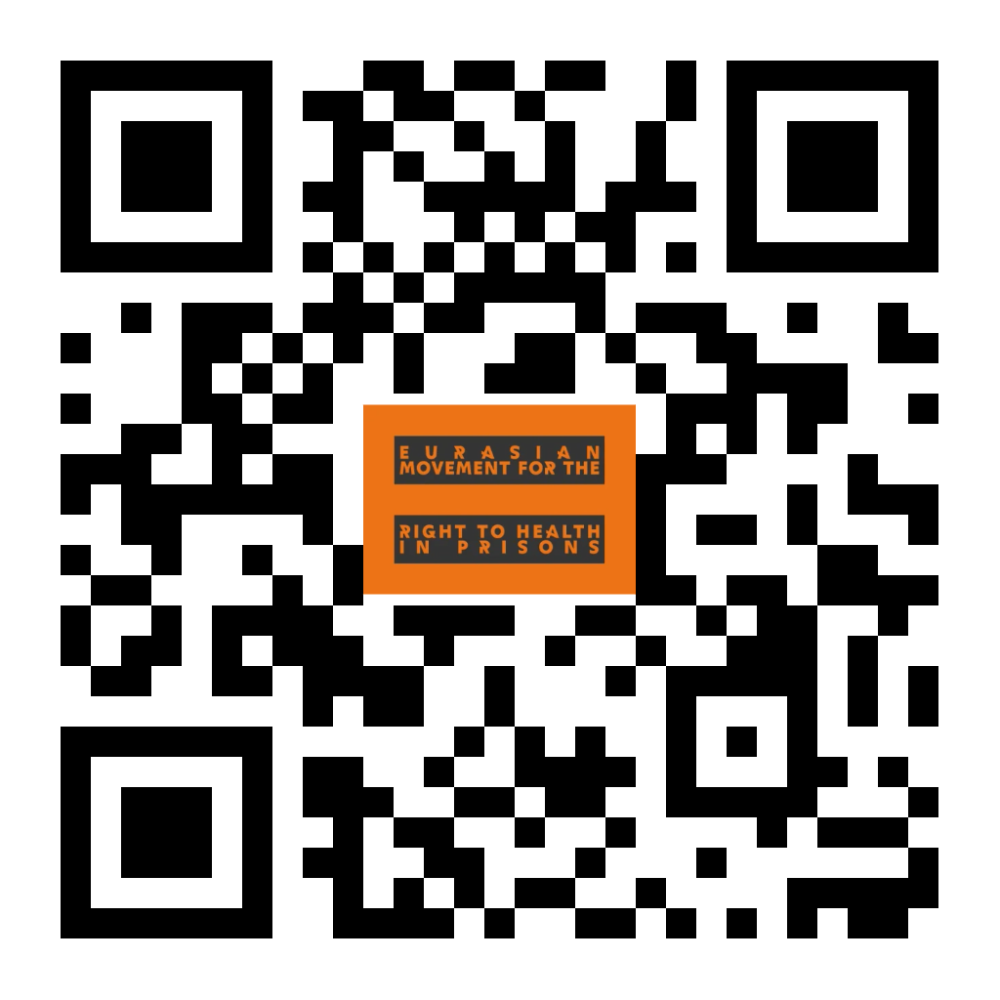 EURASIAN
MOVEMENT FOR THE
RIGHT TO HEALTH
IN PRISONS